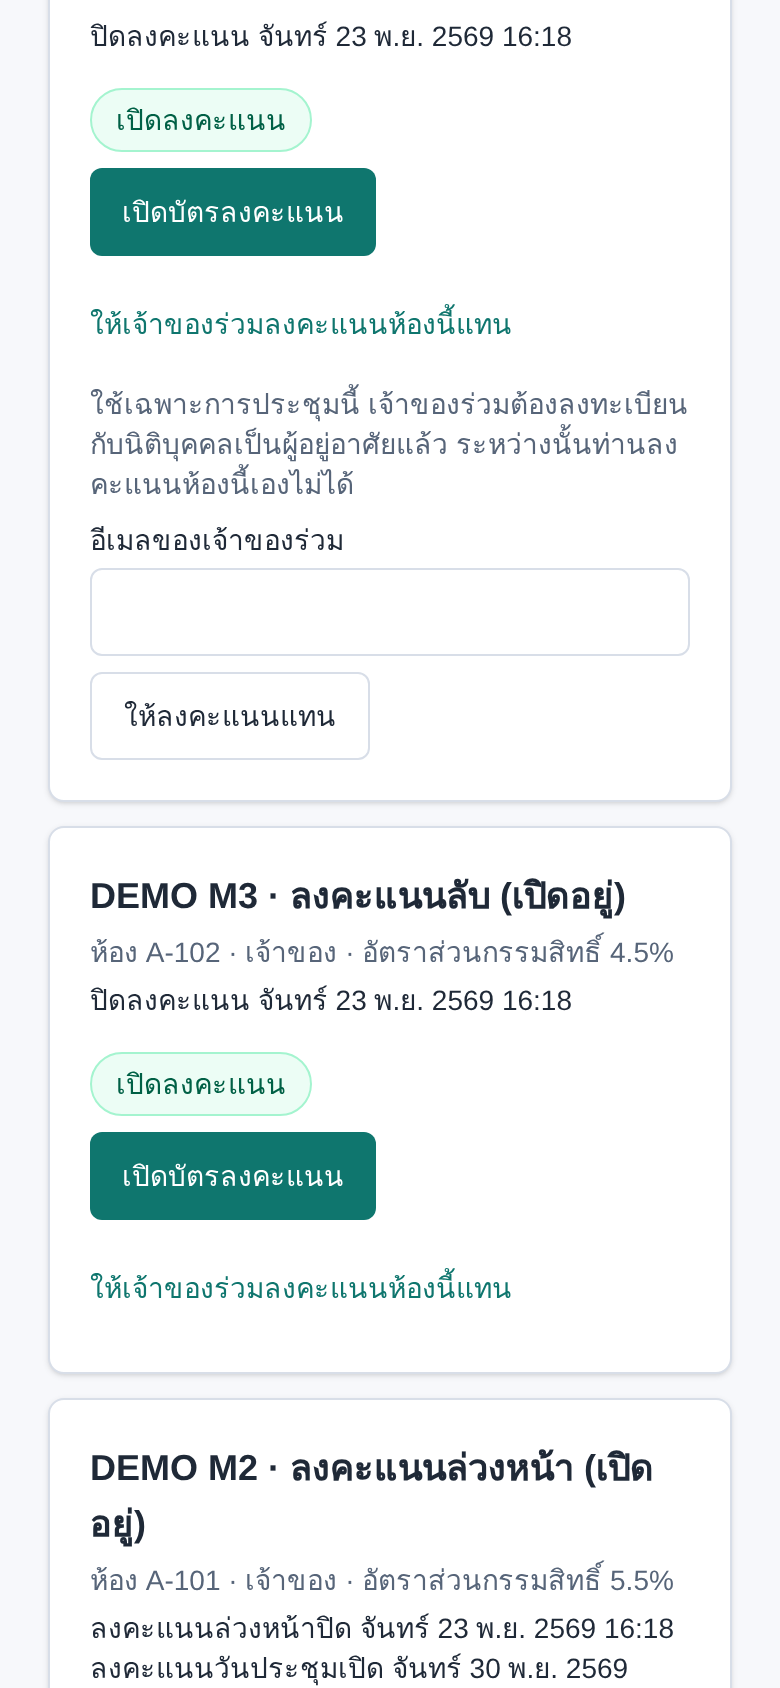 ปิดลงคะแนน จันทร์ 23 พ.ย. 2569 16:18
เปิดลงคะแนน
เปิดบัตรลงคะแนน
ให้เจ้าของร่วมลงคะแนนห้องนี้แทน
ใช้เฉพาะการประชุมนี้ เจ้าของร่วมต้องลงทะเบียน
กับนิติบุคคลเป็นผู้อยู่อาศัยแล้ว ระหว่างนั้นท่านลง
คะแนนห้องนี้เองไม่ได้
อีเมลของเจ้าของร่วม
ให้ลงคะแนนแทน
DEMO M3 · ลงคะแนนลับ (เปิดอยู่)
ห้อง A-102 · เจ้าของ · อัตราส่วนกรรมสิทธิ์ 4.5%
ปิดลงคะแนน จันทร์ 23 พ.ย. 2569 16:18
เปิดลงคะแนน
เปิดบัตรลงคะแนน
ให้เจ้าของร่วมลงคะแนนห้องนี้แทน
DEMO M2 · ลงคะแนนล่วงหน้า (เปิด
อยู่)
ห้อง A-101 · เจ้าของ · อัตราส่วนกรรมสิทธิ์ 5.5%
ลงคะแนนล่วงหน้าปิด จันทร์ 23 พ.ย. 2569 16:18
ลงคะแนนวันประชุมเปิด จันทร์ 30 พ.ย. 2569